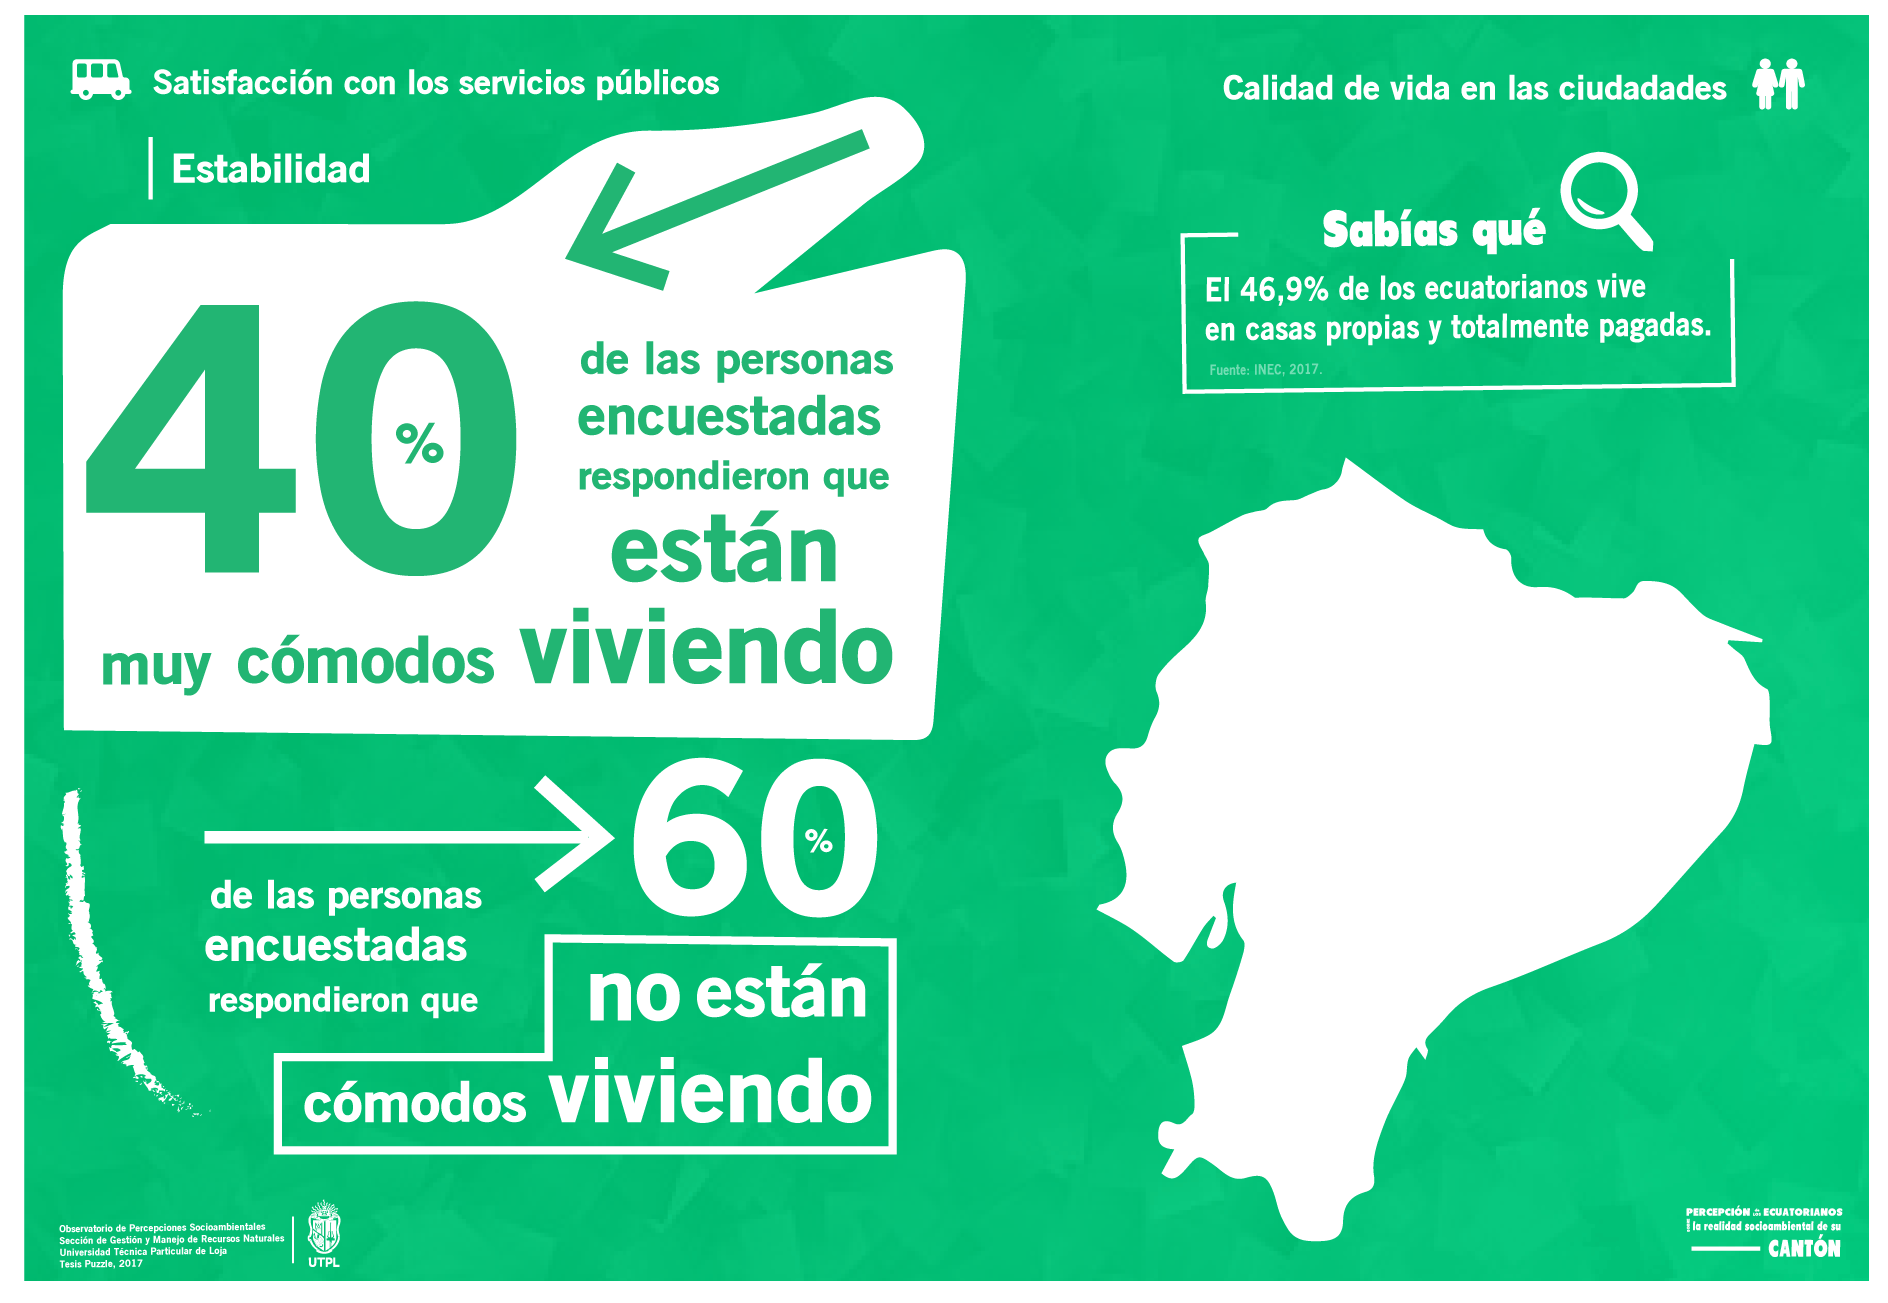 Satisfacción con los servicios públicos
Estabilidad
40%
de las personas
encuestadas
respondieron que
están
muy cómodos viviendo
60%
de las personas
encuestadas
respondieron que
no están
cómodos viviendo
Calidad de vida en las ciudadades
Sabías qué
El 46,9% de los ecuatorianos vive
en casas propias y totalmente pagadas.
Fuente: INEC, 2017.
Observatorio de Percepciones Socioambientales
Sección de Gestión y Manejo de Recursos Naturales
Universidad Técnica Particular de Loja
Tesis Puzzle, 2017
UTPL
PERCEPCIÓN DE LOS ECUATORIANOS
la realidad socioambiental de su
CANTÓN